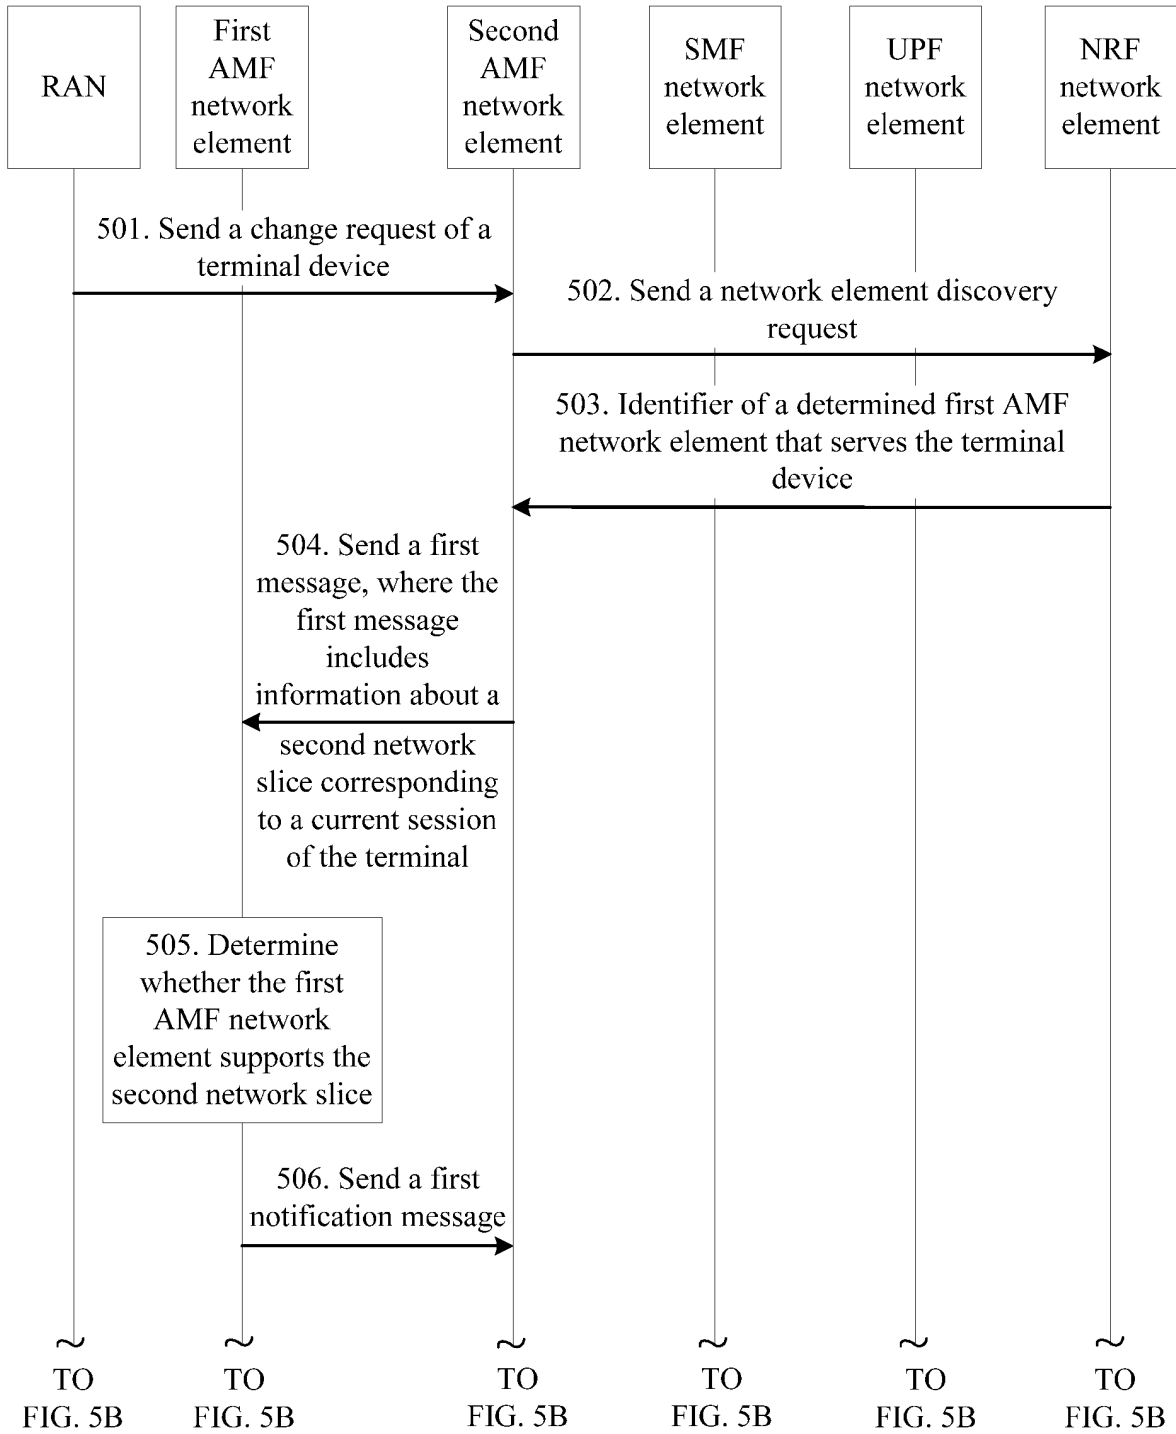 RAN
First
AMF
network
element
Second
AMF
network
element
SMF
network
element
UPF
network
element
NRF
network
element
501. Send a change request of a
terminal device
502. Send a network element discovery
request
503. Identifier of a determined first AMF
network element that serves the terminal
device
504. Send a first
message, where the
first message
includes
information about a
second network
slice corresponding
to a current session
of the terminal
505. Determine
whether the first
AMF network
element supports the
second network slice
506. Send a first
notification message
TO
FIG. 5B
TO
FIG. 5B
TO
FIG. 5B
TO
FIG. 5B
TO
FIG. 5B
TO
FIG. 5B